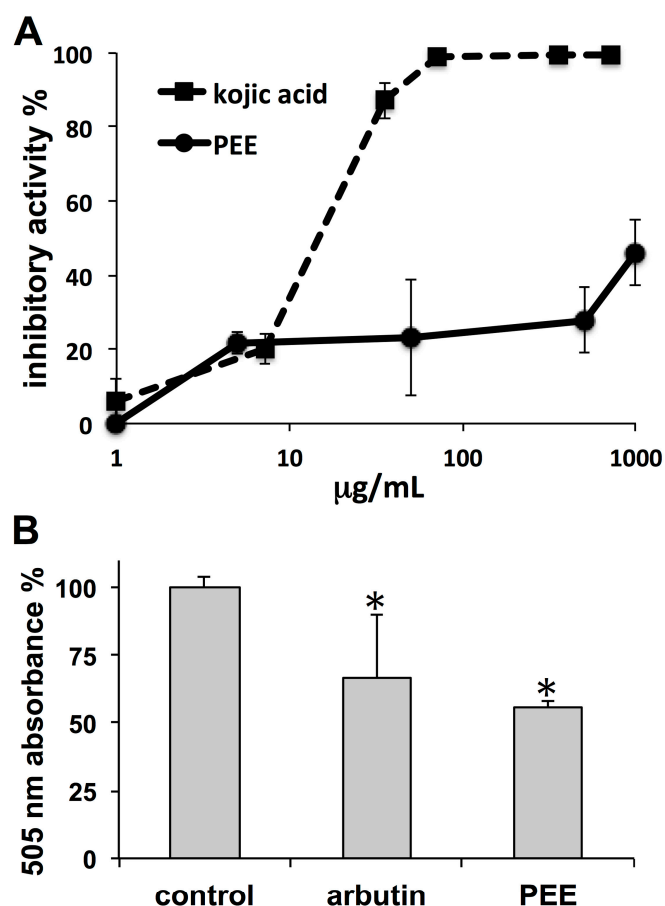 A
inhibitory activity %
100
80
60
40
20
0
kojic acid
PEE
1 10 100 1000
μg/mL
B
505 nm absorbance %
100
75
50
25
0
*
*
control arbutin PEE